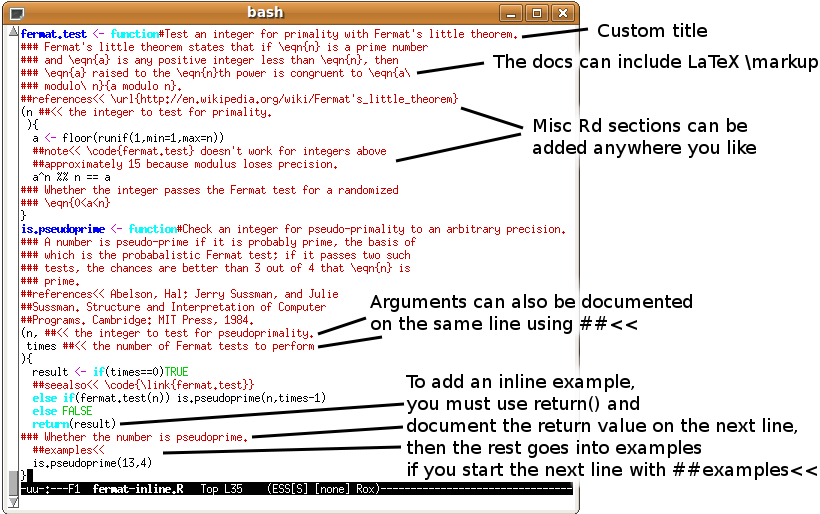 bash
fermat.test <- function#Test an integer for primality with Fermat's little theorem.
### Fermat's little theorem states that if \eqn{n} is a prime number
### and \eqn{a} is any positive integer less than \eqn{n}, then
### \eqn{a} raised to the \eqn{n}th power is congruent to \eqn{a\
### modulo\ n}{a modulo n}.
##references<< \url{http://en.wikipedia.org/wiki/Fermat's_little_theorem}
(n ##<< the integer to test for primality.
){
a <- floor(runif(1,min=1,max=n))
##note<< \code{fermat.test} doesn't work for integers above
##approximately 15 because modulus loses precision.
a^n %% n == a
### Whether the integer passes the Fermat test for a randomized
### \eqn{0<a<n}
}
is.pseudoprime <- function#Check an integer for pseudo-primality to an arbitrary precision.
### A number is pseudo-prime if it is probably prime, the basis of
### which is the probabalistic Fermat test; if it passes two such
### tests, the chances are better than 3 out of 4 that \eqn{n} is
### prime.
##references<< Abelson, Hal; Jerry Sussman, and Julie
##Sussman. Structure and Interpretation of Computer
##Programs. Cambridge: MIT Press, 1984.
(n, ##<< the integer to test for pseudoprimality.
times ##<< the number of Fermat tests to perform
){
result <- if(times==0)TRUE
##seealso<< \code{\link{fermat.test}}
else if(fermat.test(n)) is.pseudoprime(n,times-1)
else FALSE
return(result)
### Whether the number is pseudoprime.
##examples<<
is.pseudoprime(13,4)
}
-uu-:---F1 fermat-inline.R Top L35 (ESS[S] [none] Rox)--------------------
Custom title
The docs can include LaTeX \markup
Misc Rd sections can be
added anywhere you like
Arguments can also be documented
on the same line using ##<<
To add an inline example,
you must use return() and
document the return value on the next line,
then the rest goes into examples
if you start the next line with ##examples<<